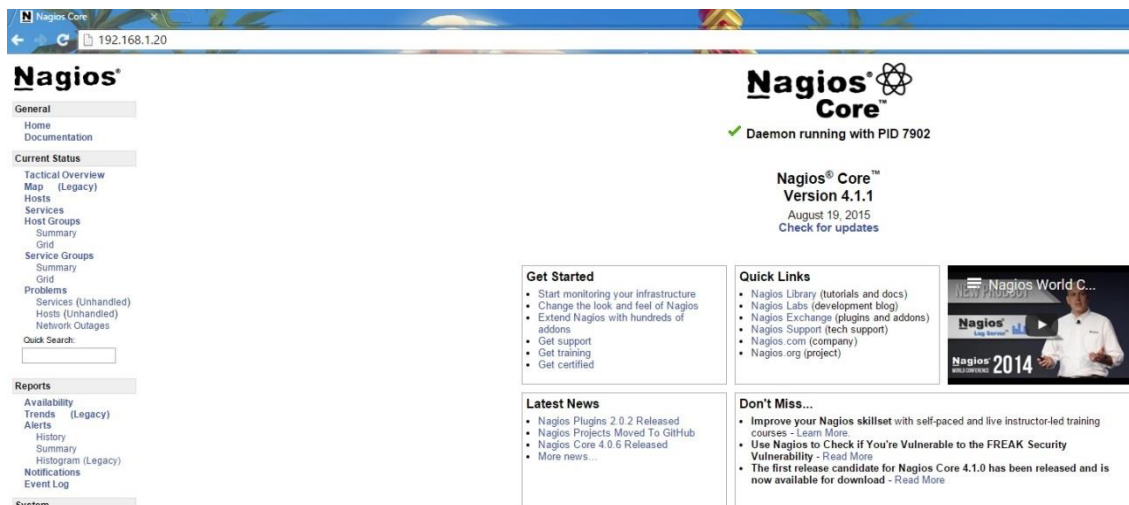 Nagios Core
192.168.1.20
Nagios®
General
Home
Documentation
Current Status
Tactical Overview
Map (Legacy)
Hosts
Services
Host Groups
Summary
Grid
Service Groups
Summary
Grid
Problems
Services (Unhandled)
Hosts (Unhandled)
Network Outages
Quick Search:
Reports
Availability
Trends (Legacy)
Alerts
History
Summary
Histogram (Legacy)
Notifications
Event Log
System
Nagios®
Core™
Daemon running with PID 7902
Nagios® Core™
Version 4.1.1
August 19, 2015
Check for updates
Get Started
• Start monitoring your infrastructure
• Change the look and feel of Nagios
• Extend Nagios with hundreds of
addons
• Get support
• Get training
• Get certified
Quick Links
• Nagios Library (tutorials and docs)
• Nagios Labs (development blog)
• Nagios Exchange (plugins and addons)
• Nagios Support (tech support)
• Nagios.com (company)
• Nagios.org (project)
NEW PRODUCT
Nagios World C...
Nagios®
Log Server™
Nagios®
WORLD CONFERENCE 2014
Latest News
• Nagios Plugins 2.0.2 Released
• Nagios Projects Moved To GitHub
• Nagios Core 4.0.6 Released
• More news...
Don't Miss...
• Improve your Nagios skillset with self-paced and live instructor-led training
courses - Learn More.
• Use Nagios to Check if You're Vulnerable to the FREAK Security
Vulnerability - Read More
• The first release candidate for Nagios Core 4.1.0 has been released and is
now available for download - Read More